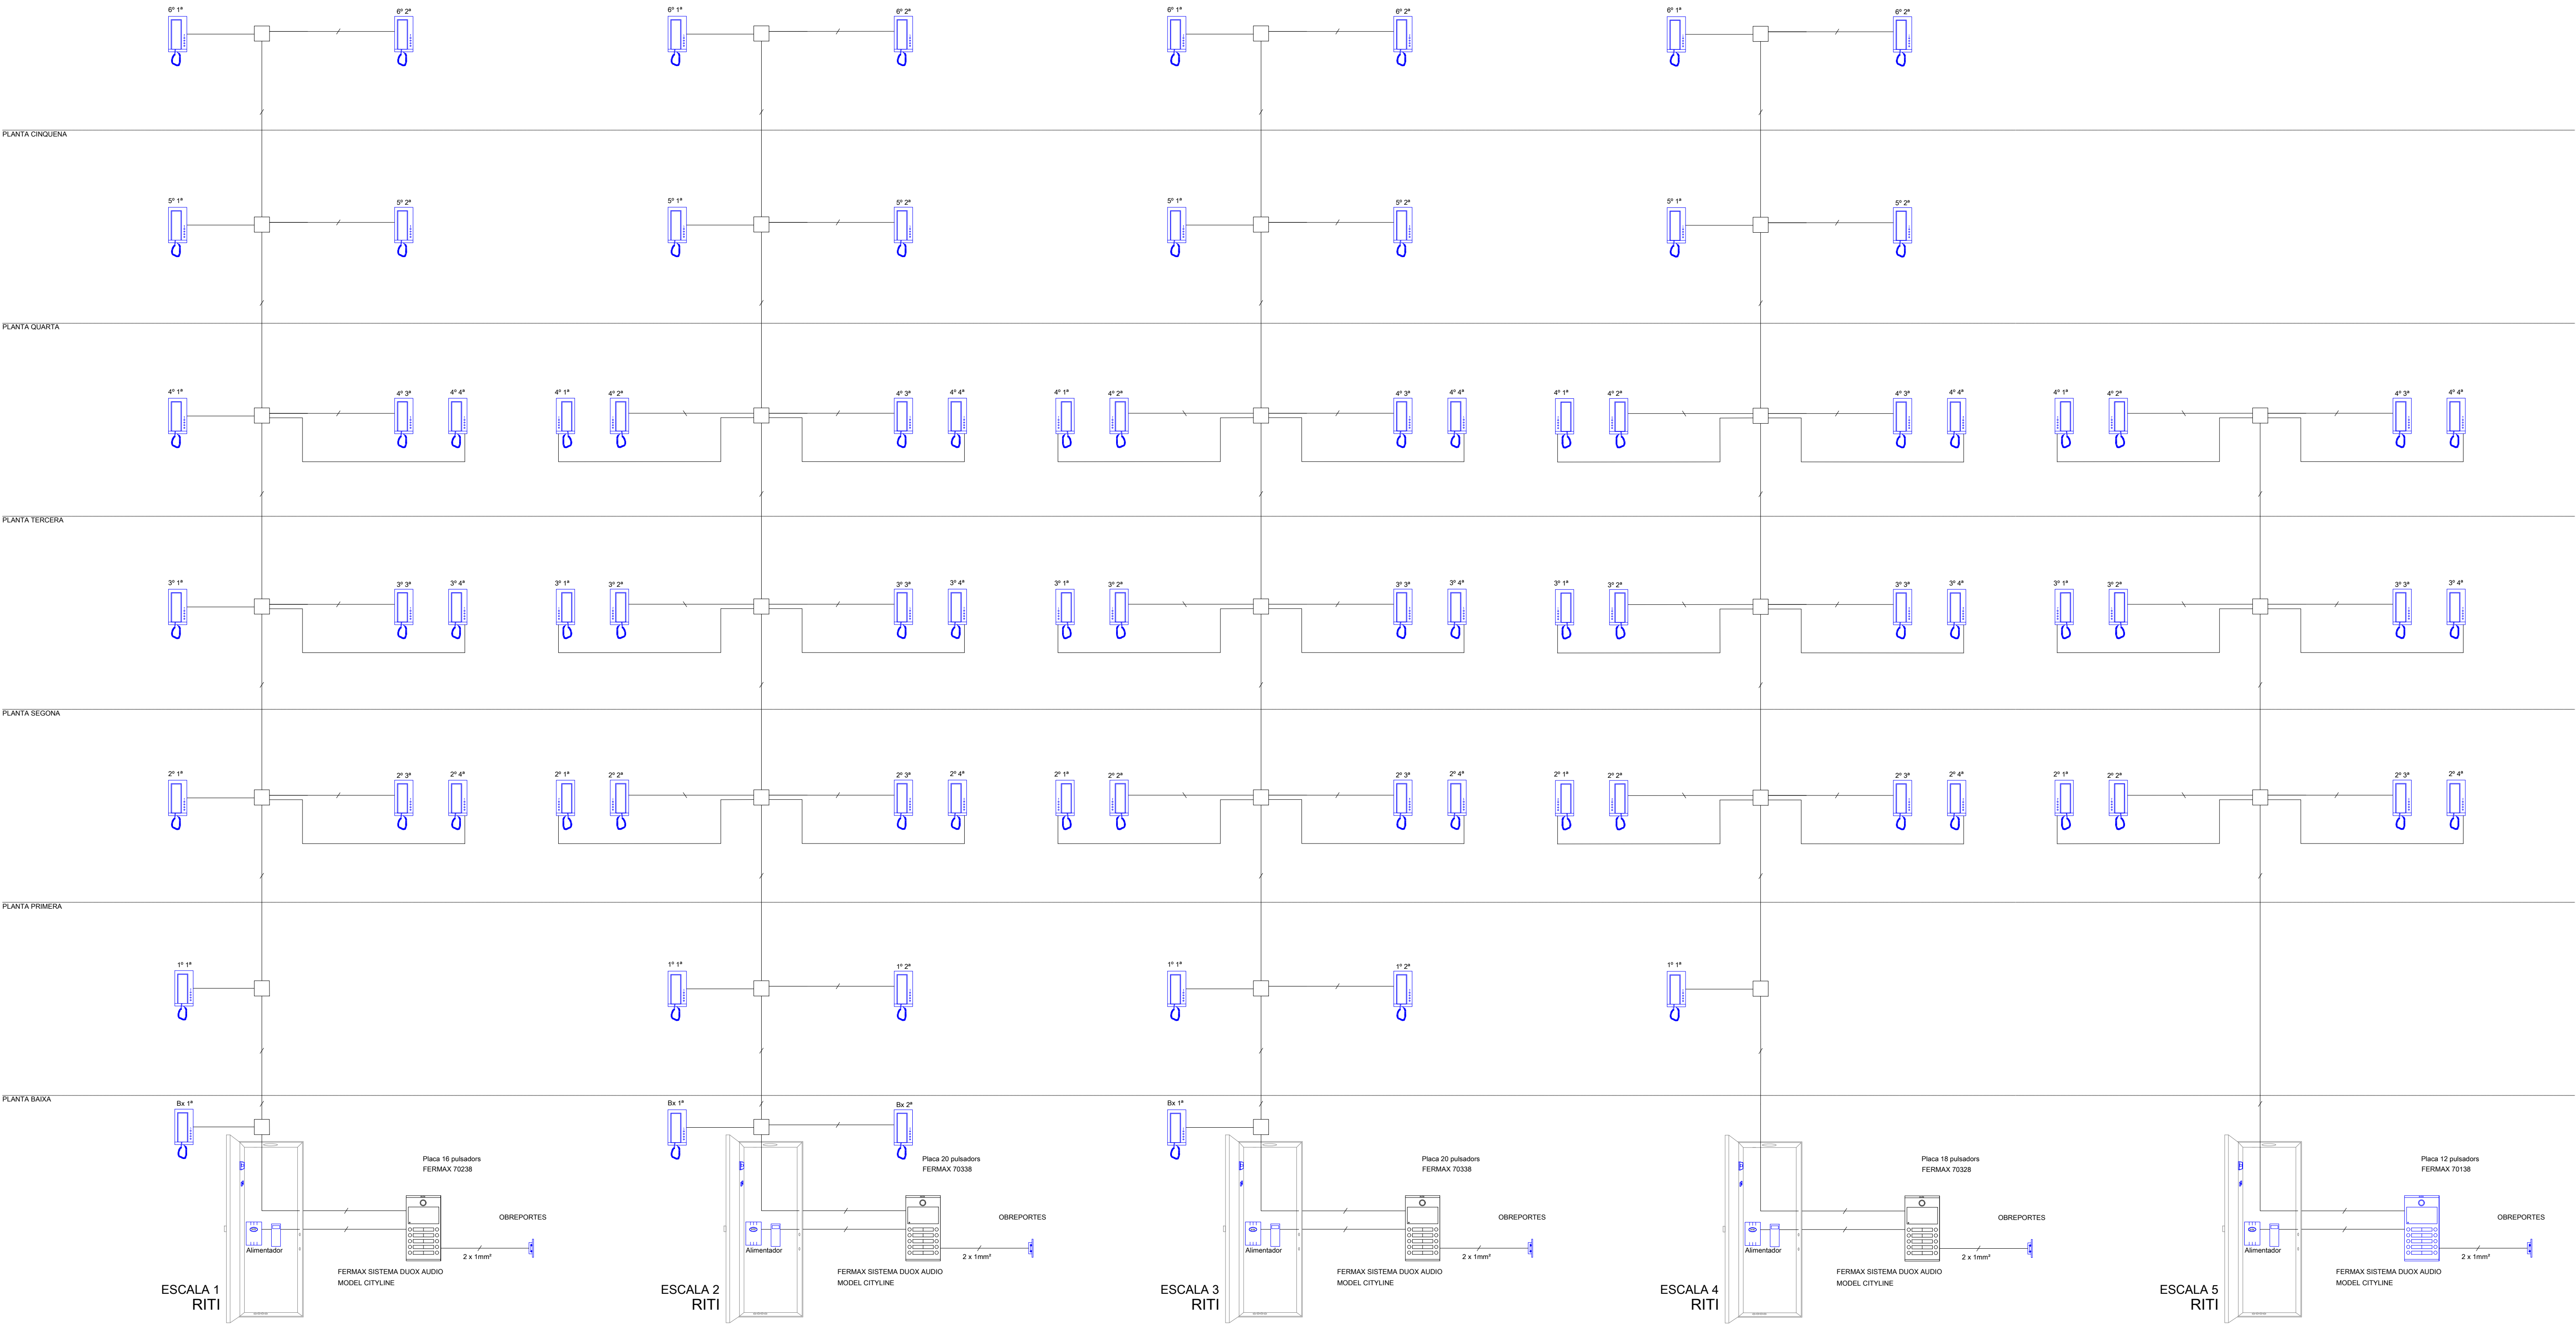 6º 1ª 6º 2ª 6º 1ª 6º 2ª 6º 1ª 6º 2ª 6º 1ª 6º 2ª
PLANTA CINQUENA
5º 1ª 5º 2ª 5º 1ª 5º 2ª 5º 1ª 5º 2ª 5º 1ª 5º 2ª
PLANTA QUARTA
4º 1ª 4º 3ª 4º 4ª 4º 1ª 4º 2ª 4º 3ª 4º 4ª 4º 1ª 4º 2ª 4º 3ª 4º 4ª 4º 1ª 4º 2ª 4º 3ª 4º 4ª 4º 1ª 4º 2ª 4º 3ª 4º 4ª
PLANTA TERCERA
3º 1ª 3º 3ª 3º 4ª 3º 1ª 3º 2ª 3º 3ª 3º 4ª 3º 1ª 3º 2ª 3º 3ª 3º 4ª 3º 1ª 3º 2ª 3º 3ª 3º 4ª 3º 1ª 3º 2ª 3º 3ª 3º 4ª
PLANTA SEGONA
2º 1ª 2º 3ª 2º 4ª 2º 1ª 2º 2ª 2º 3ª 2º 4ª 2º 1ª 2º 2ª 2º 3ª 2º 4ª 2º 1ª 2º 2ª 2º 3ª 2º 4ª 2º 1ª 2º 2ª 2º 3ª 2º 4ª
PLANTA PRIMERA
1º 1ª 1º 1ª 1º 2ª 1º 1ª 1º 2ª 1º 1ª
PLANTA BAIXA
Bx 1ª Bx 1ª Bx 2ª Bx 1ª
Placa 16 pulsadors
FERMAX 70238
OBREPORTES
Alimentador
2 x 1mm²
FERMAX SISTEMA DUOX AUDIO
MODEL CITYLINE
ESCALA 1
RITI
Placa 20 pulsadors
FERMAX 70338
OBREPORTES
Alimentador
2 x 1mm²
FERMAX SISTEMA DUOX AUDIO
MODEL CITYLINE
ESCALA 2
RITI
Placa 20 pulsadors
FERMAX 70338
OBREPORTES
Alimentador
2 x 1mm²
FERMAX SISTEMA DUOX AUDIO
MODEL CITYLINE
ESCALA 3
RITI
Placa 18 pulsadors
FERMAX 70328
OBREPORTES
Alimentador
2 x 1mm²
FERMAX SISTEMA DUOX AUDIO
MODEL CITYLINE
ESCALA 4
RITI
Placa 12 pulsadors
FERMAX 70138
OBREPORTES
Alimentador
2 x 1mm²
FERMAX SISTEMA DUOX AUDIO
MODEL CITYLINE
ESCALA 5
RITI